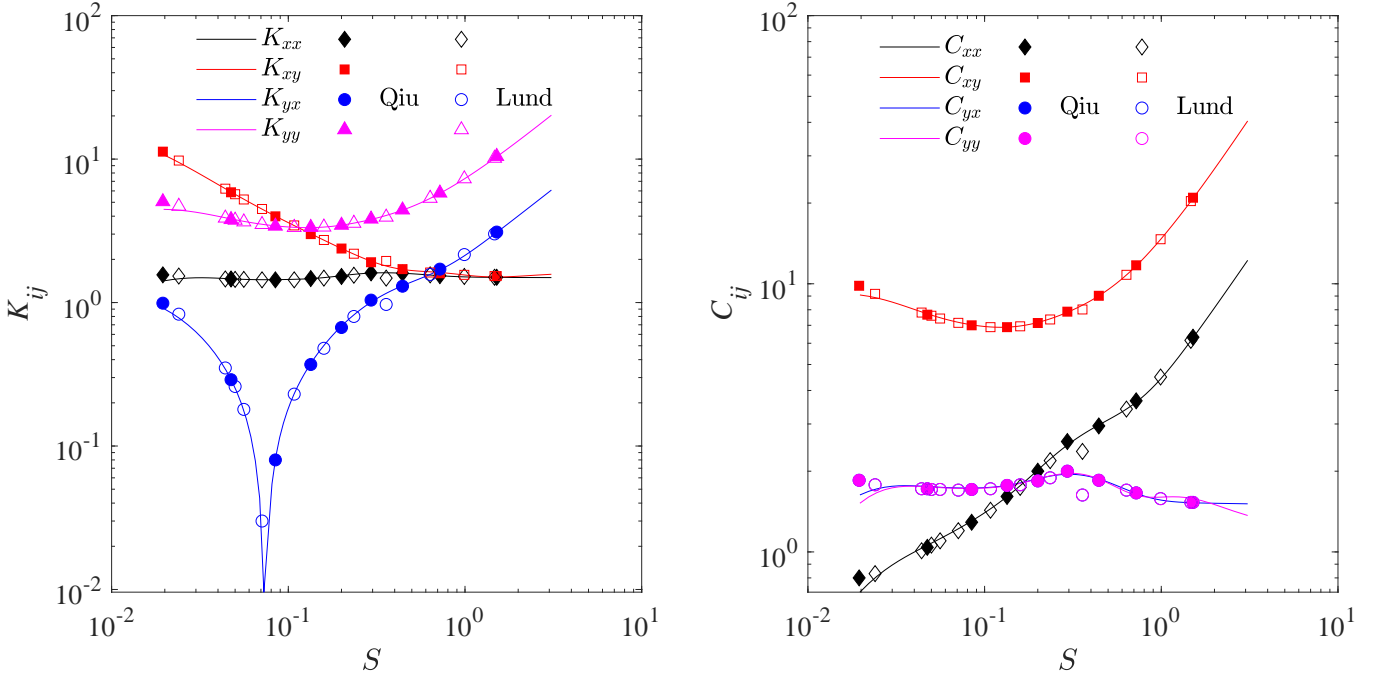 10^2
10^1
10^0
10^-1
10^-2
K_ij
K_xx
K_xy
K_yx
K_yy
Qiu
Lund
10^-2
10^-1
10^0
10^1
S
10^2
10^1
10^0
C_ij
C_xx
C_xy
C_yx
C_yy
Qiu
Lund
10^-2
10^-1
10^0
10^1
S